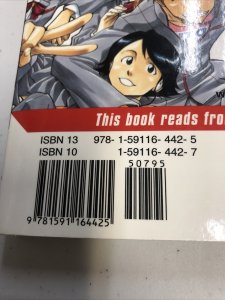 This book reads fro
ISBN 13 978- 1-59116- 442- 5
ISBN 10 1-59116- 442- 7
50795
9 781591 164425